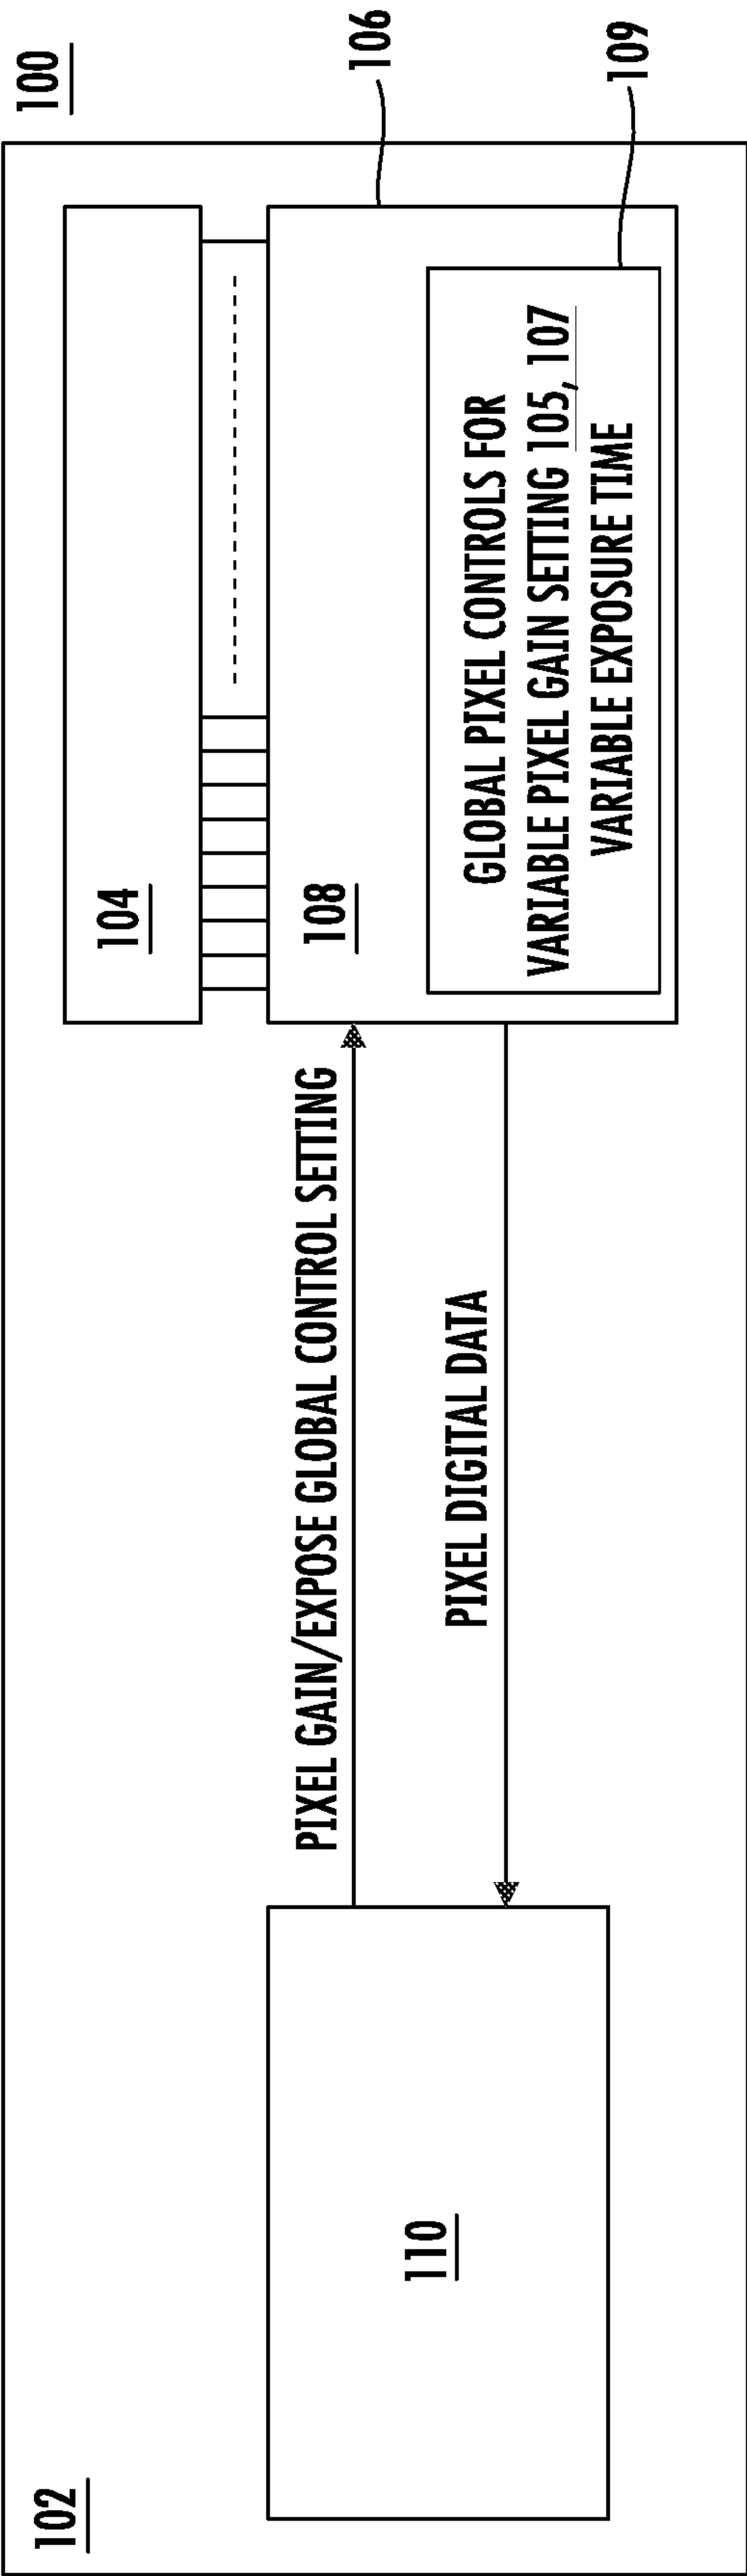 100
102
104
106
108
PIXEL GAIN/EXPOSE GLOBAL CONTROL SETTING
PIXEL DIGITAL DATA
110
GLOBAL PIXEL CONTROLS FOR
VARIABLE PIXEL GAIN SETTING 105, 107
VARIABLE EXPOSURE TIME
109